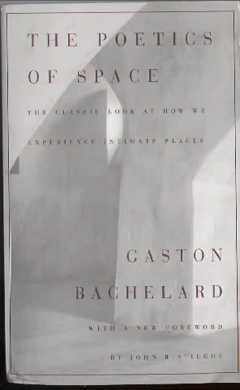 THE POETICS
OF SPACE
THE CLASSIC LOOK AT HOW WE
EXPERIENCE INTIMATE PLACES
GASTON
BACHELARD
WITH A NEW FOREWORD
BY JOHN R. STILGOE